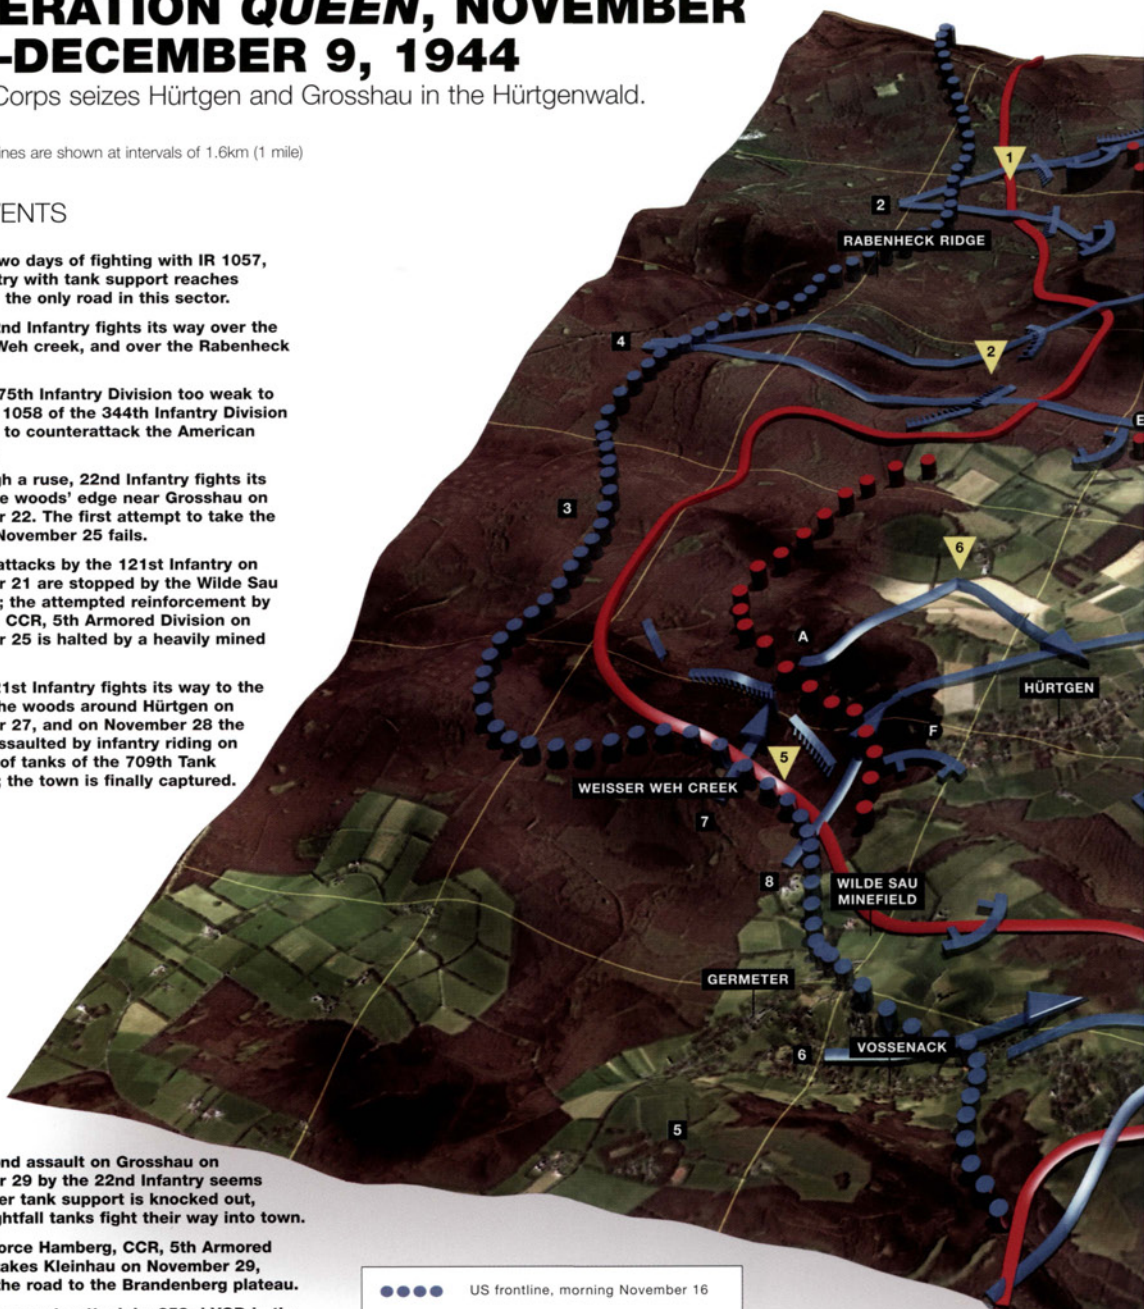 ERATION QUEEN, NOVEMBER
–DECEMBER 9, 1944
Corps seizes Hürtgen and Grosshau in the Hürtgenwald.
ines are shown at intervals of 1.6km (1 mile)
ENTS
wo days of fighting with IR 1057,
try with tank support reaches
the only road in this sector.
2nd Infantry fights its way over the
Weh creek, and over the Rabenheck
75th Infantry Division too weak to
1058 of the 344th Infantry Division
to counterattack the American
gh a ruse, 22nd Infantry fights its
e woods' edge near Grosshau on
r 22. The first attempt to take the
November 25 fails.
attacks by the 121st Infantry on
r 21 are stopped by the Wilde Sau
; the attempted reinforcement by
CCR, 5th Armored Division on
r 25 is halted by a heavily mined
21st Infantry fights its way to the
he woods around Hürtgen on
r 27, and on November 28 the
ssaulted by infantry riding on
of tanks of the 709th Tank
; the town is finally captured.
nd assault on Grosshau on
r 29 by the 22nd Infantry seems
er tank support is knocked out,
ghtfall tanks fight their way into town.
orce Hamberg, CCR, 5th Armored
akes Kleinhau on November 29,
the road to the Brandenberg plateau.
1
2
RABENHECK RIDGE
4
2
E
3
6
A
HÜRTGEN
F
5
WEISSER WEH CREEK
7
8
WILDE SAU
MINEFIELD
GERMETER
6
VOSSENACK
5
US frontline, morning November 16